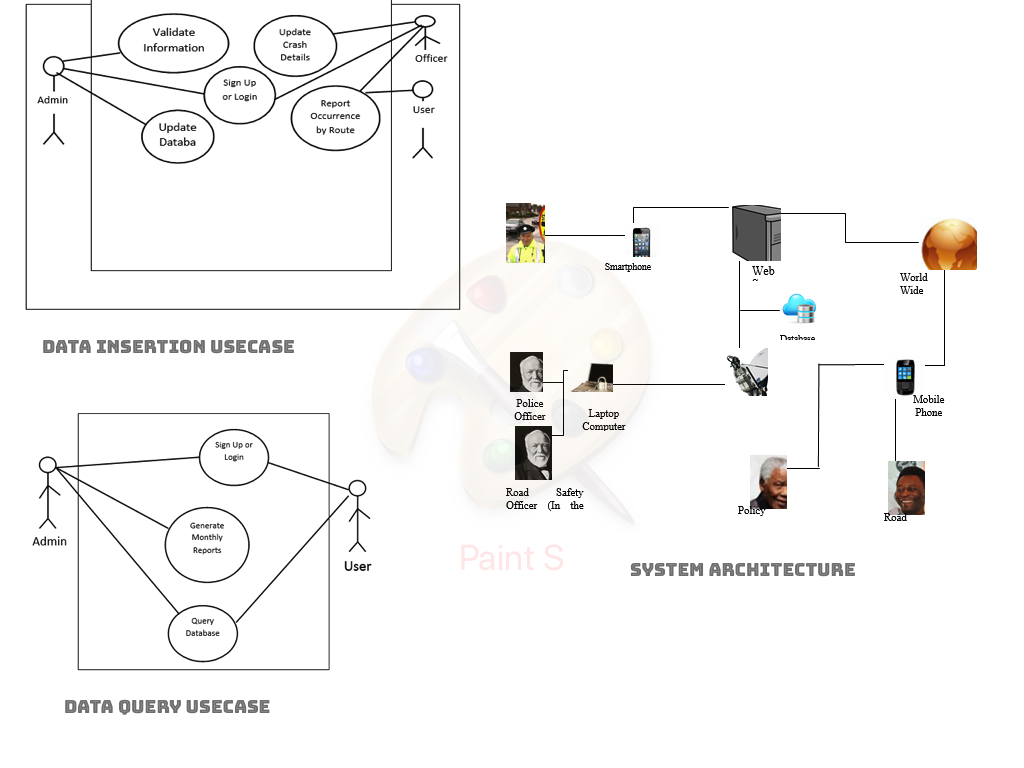 Validate
Information
Update
Crash
Details
Officer
Sign Up
or Login
Admin
Report
Occurrence
by Route
User
Update
Databa
DATA INSERTION USECASE
Smartphone
Web
World
Wide
Database
Police
Officer
Laptop
Computer
Mobile
Phone
Road Safety
Officer (In the
Policy
Road
SYSTEM ARCHITECTURE
Paint S
Sign Up or
Login
Generate
Monthly
Reports
Admin
User
Query
Database
DATA QUERY USECASE